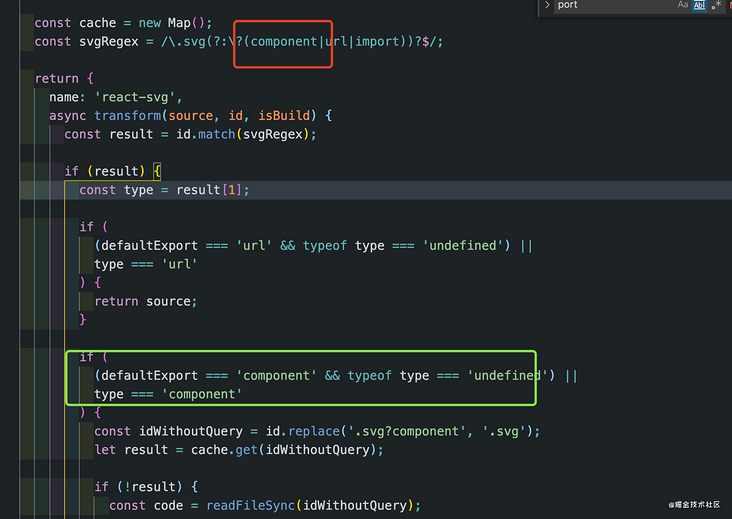 port
Aa
Abl
.*
const cache = new Map();
const svgRegex = /\.svg(?:\?(component|url|import))?$/;
return {
name: 'react-svg',
async transform(source, id, isBuild) {
const result = id.match(svgRegex);
if (result) {
const type = result[1];
if (
(defaultExport === 'url' && typeof type === 'undefined') ||
type === 'url'
) {
return source;
}
if (
(defaultExport === 'component' && typeof type === 'undefined') ||
type === 'component'
) {
const idWithoutQuery = id.replace('.svg?component', '.svg');
let result = cache.get(idWithoutQuery);
if (!result) {
const code = readFileSync(idWithoutQuery);
@掘金技术社区